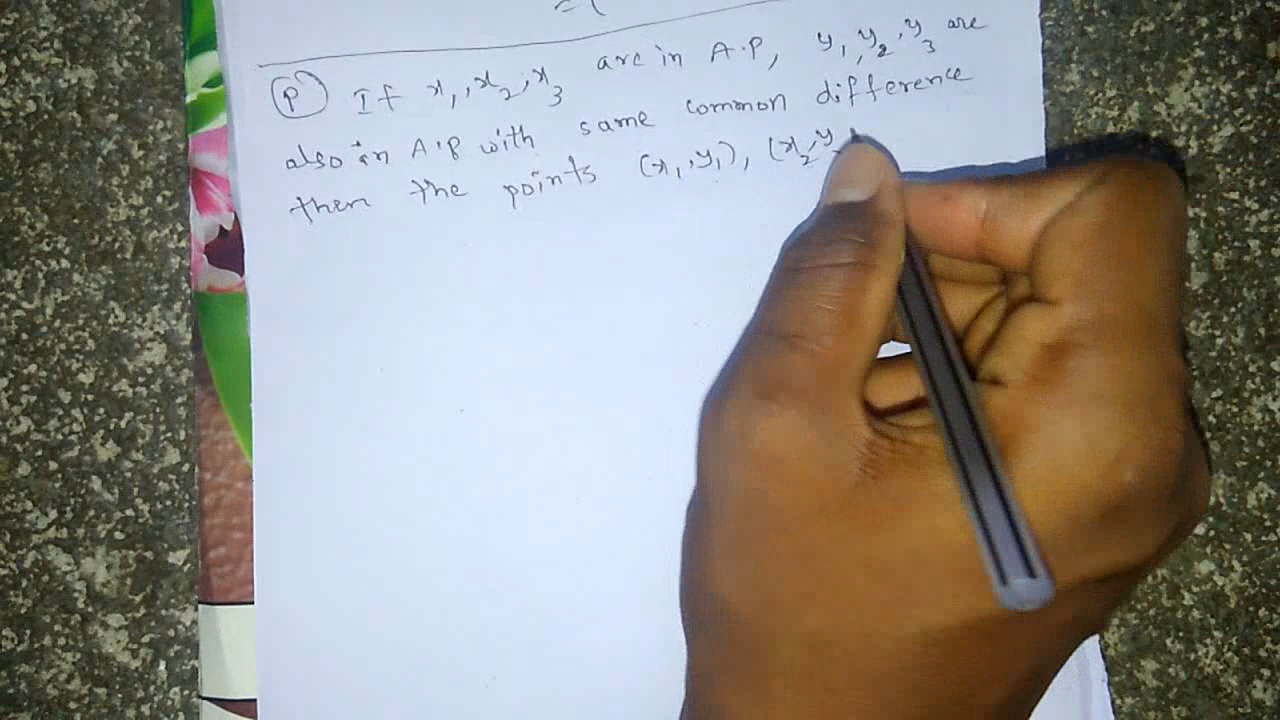 (P) If x₁, x₂, x₃ are in A.P, y₁, y₂, y₃ are
also in A.P with same common difference
then the points (x₁, y₁), (x₂, y